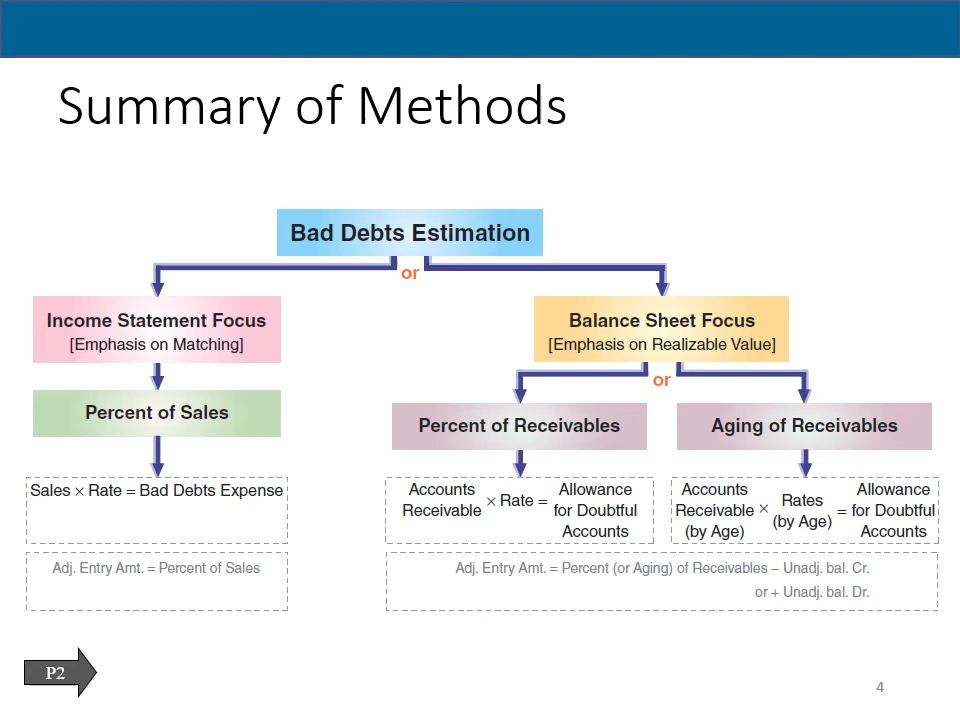 Summary of Methods
Bad Debts Estimation
or
Income Statement Focus
[Emphasis on Matching]
Balance Sheet Focus
[Emphasis on Realizable Value]
or
Percent of Sales
Percent of Receivables
Aging of Receivables
Sales × Rate = Bad Debts Expense
Accounts
Receivable
× Rate =
Allowance
for Doubtful
Accounts
Accounts
Receivable
(by Age)
×
Rates
(by Age)
=
Allowance
for Doubtful
Accounts
Adj. Entry Amt. = Percent of Sales
Adj. Entry Amt. = Percent (or Aging) of Receivables – Unadj. bal. Cr.
or + Unadj. bal. Dr.
P2
4